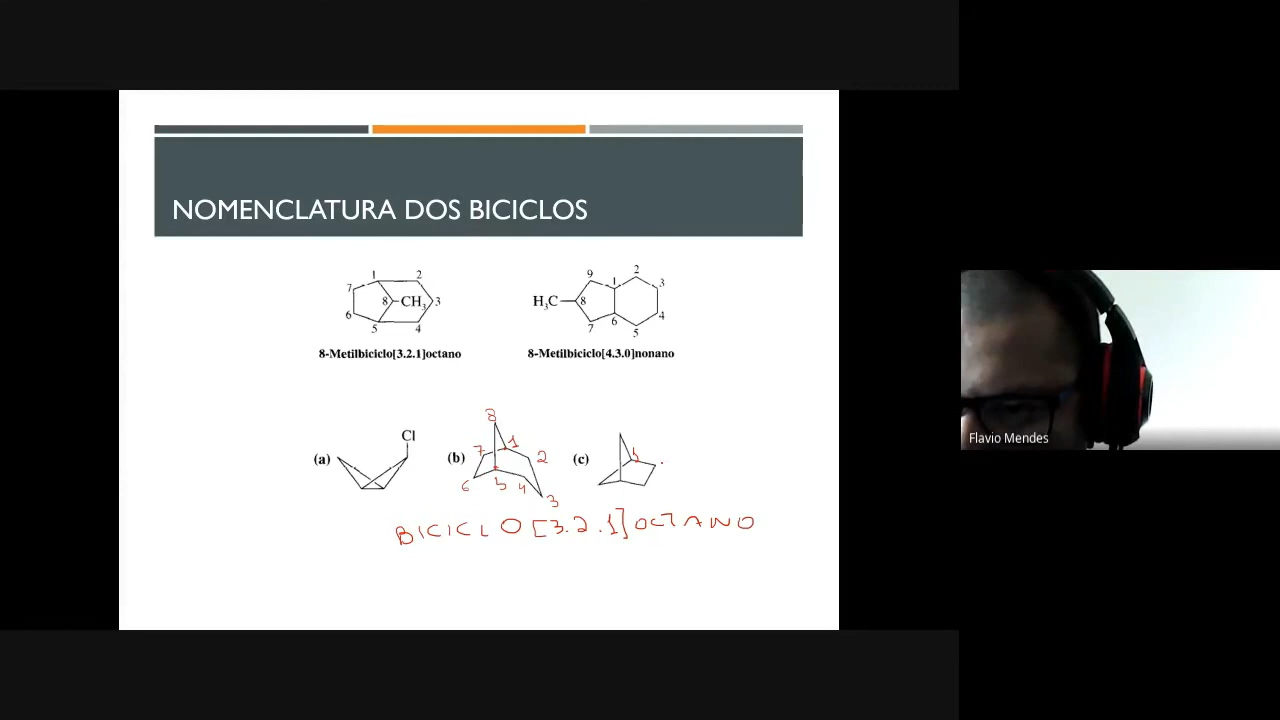 NOMENCLATURA DOS BICICLOS
1 2
7
8 CH₃ 3
6
5 4
8-Metilbiciclo[3.2.1]octano
9 1 2
3
H₃C 8
4
7 6 5
8-Metilbiciclo[4.3.0]nonano
(a) Cl
(b) 8
7 1 2
6 5 4
3
(c) 1
BICICLO [3.2.1] OCTANO
Flavio Mendes